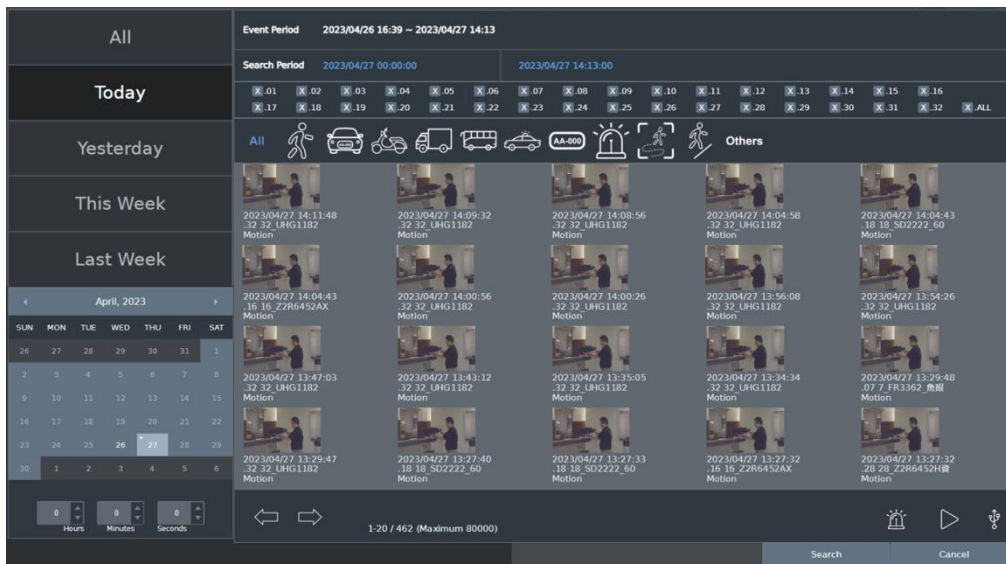 All
Today
Yesterday
This Week
Last Week
April, 2023
SUN MON TUE WED THU FRI SAT
26 27 28 29 30 31 1
2 3 4 5 6 7 8
9 10 11 12 13 14 15
16 17 18 19 20 21 22
23 24 25 26 27 28 29
30 1 2 3 4 5 6
0 0 0
Hours Minutes Seconds
Event Period 2023/04/26 16:39 ~ 2023/04/27 14:13
Search Period 2023/04/27 00:00:00 2023/04/27 14:13:00
X .01 X .02 X .03 X .04 X .05 X .06 X .07 X .08 X .09 X .10 X .11 X .12 X .13 X .14 X .15 X .16
X .17 X .18 X .19 X .20 X .21 X .22 X .23 X .24 X .25 X .26 X .27 X .28 X .29 X .30 X .31 X .32 X .ALL
All AA-000 Others
2023/04/27 14:11:48 2023/04/27 14:09:32 2023/04/27 14:08:56 2023/04/27 14:04:58 2023/04/27 14:04:43
.32 32_UHG1182 .32 32_UHG1182 .32 32_UHG1182 .32 32_UHG1182 .18 18_SD2222_60
Motion Motion Motion Motion Motion
2023/04/27 14:04:43 2023/04/27 14:00:56 2023/04/27 14:00:26 2023/04/27 13:56:08 2023/04/27 13:54:26
.16 16_Z2R6452AX .32 32_UHG1182 .32 32_UHG1182 .32 32_UHG1182 .32 32_UHG1182
Motion Motion Motion Motion Motion
2023/04/27 13:47:03 2023/04/27 13:43:12 2023/04/27 13:35:05 2023/04/27 13:34:34 2023/04/27 13:29:48
.32 32_UHG1182 .32 32_UHG1182 .32 32_UHG1182 .32 32_UHG1182 .07 7_FR3362_魚眼
Motion Motion Motion Motion Motion
2023/04/27 13:29:47 2023/04/27 13:27:40 2023/04/27 13:27:33 2023/04/27 13:27:32 2023/04/27 13:27:32
.32 32_UHG1182 .18 18_SD2222_60 .18 18_SD2222_60 .16 16_Z2R6452AX .28 28_Z2R6452H資
Motion Motion Motion Motion Motion
1-20 / 462 (Maximum 80000)
Search Cancel